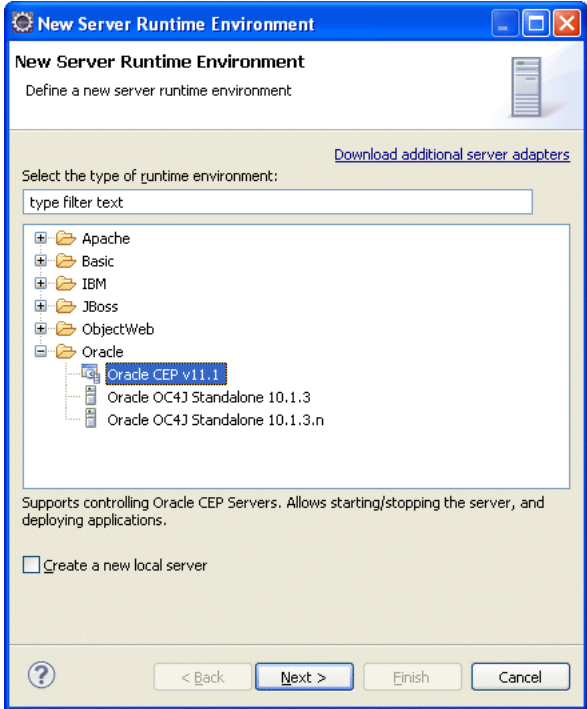 New Server Runtime Environment
New Server Runtime Environment
Define a new server runtime environment
Download additional server adapters
Select the type of runtime environment:
type filter text
Apache
Basic
IBM
JBoss
ObjectWeb
Oracle
Oracle CEP v11.1
Oracle OC4J Standalone 10.1.3
Oracle OC4J Standalone 10.1.3.n
Supports controlling Oracle CEP Servers. Allows starting/stopping the server, and
deploying applications.
Create a new local server
?
< Back
Next >
Finish
Cancel